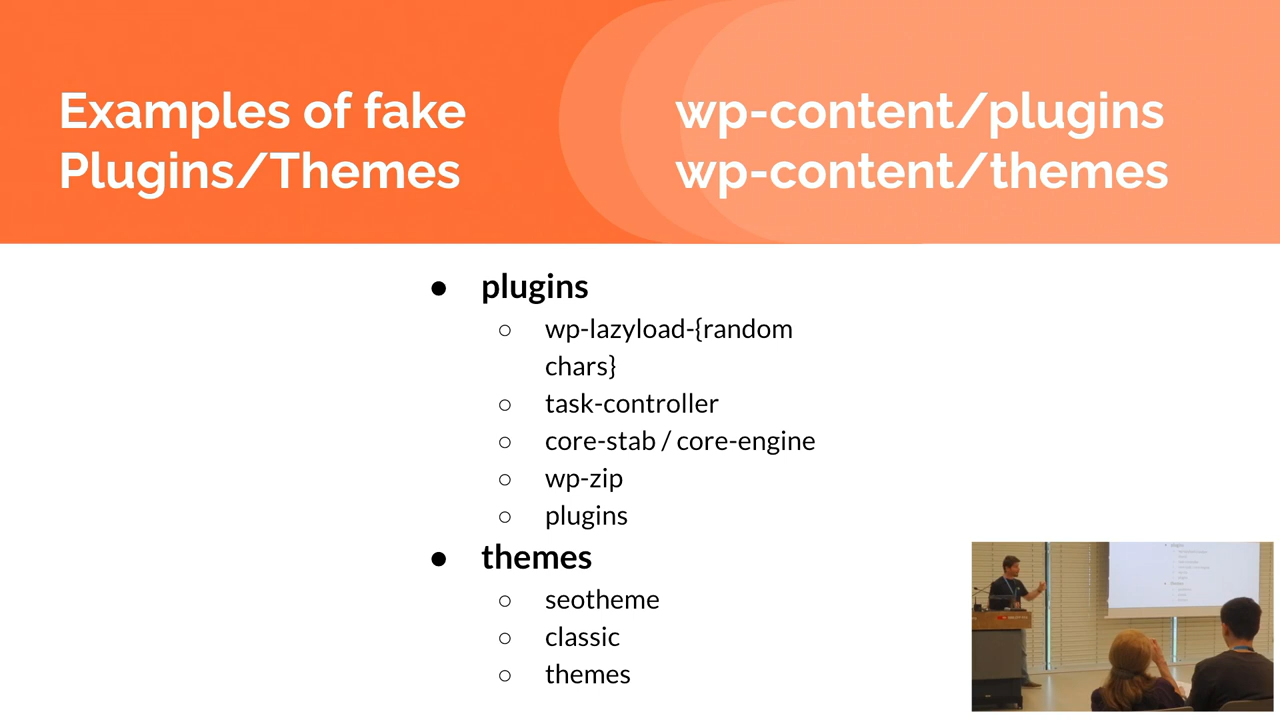 Examples of fake
Plugins/Themes
wp-content/plugins
wp-content/themes
● plugins
○ wp-lazyload-{random
chars}
○ task-controller
○ core-stab / core-engine
○ wp-zip
○ plugins
● themes
○ seotheme
○ classic
○ themes